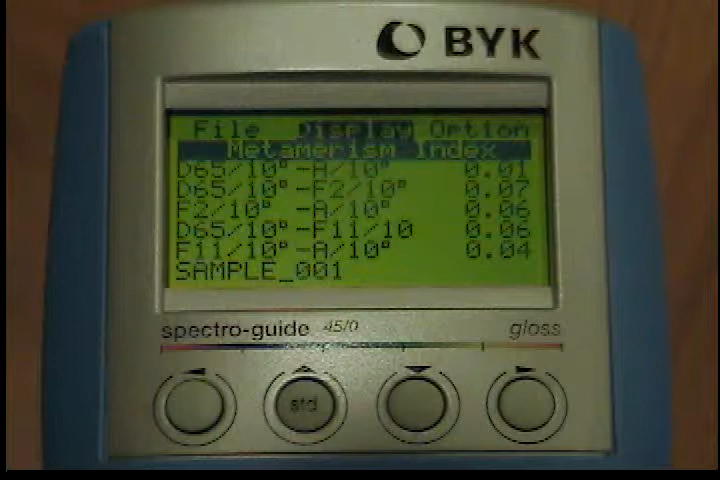 BYK
File Display Option
Metamerism Index
D65/10°-A/10° 0.01
D65/10°-F2/10° 0.07
F2/10° -A/10° 0.06
D65/10°-F11/10 0.06
F11/10°-A/10° 0.04
SAMPLE_001
spectro-guide 45/0 gloss
std